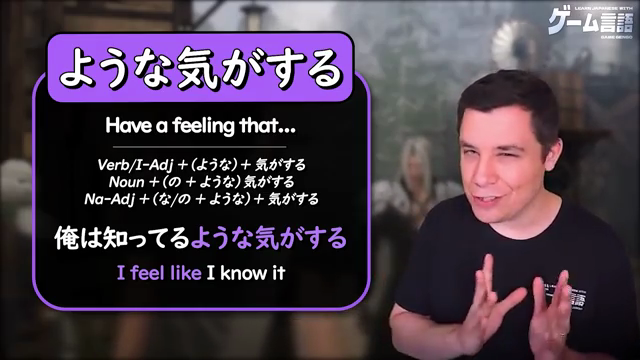 ような気がする
Have a feeling that...
Verb/I-Adj + (ような) + 気がする
Noun + (の + ような) 気がする
Na-Adj + (な/の + ような) + 気がする
俺は知ってるような気がする
I feel like I know it
LEARN JAPANESE WITH
ゲーム言語